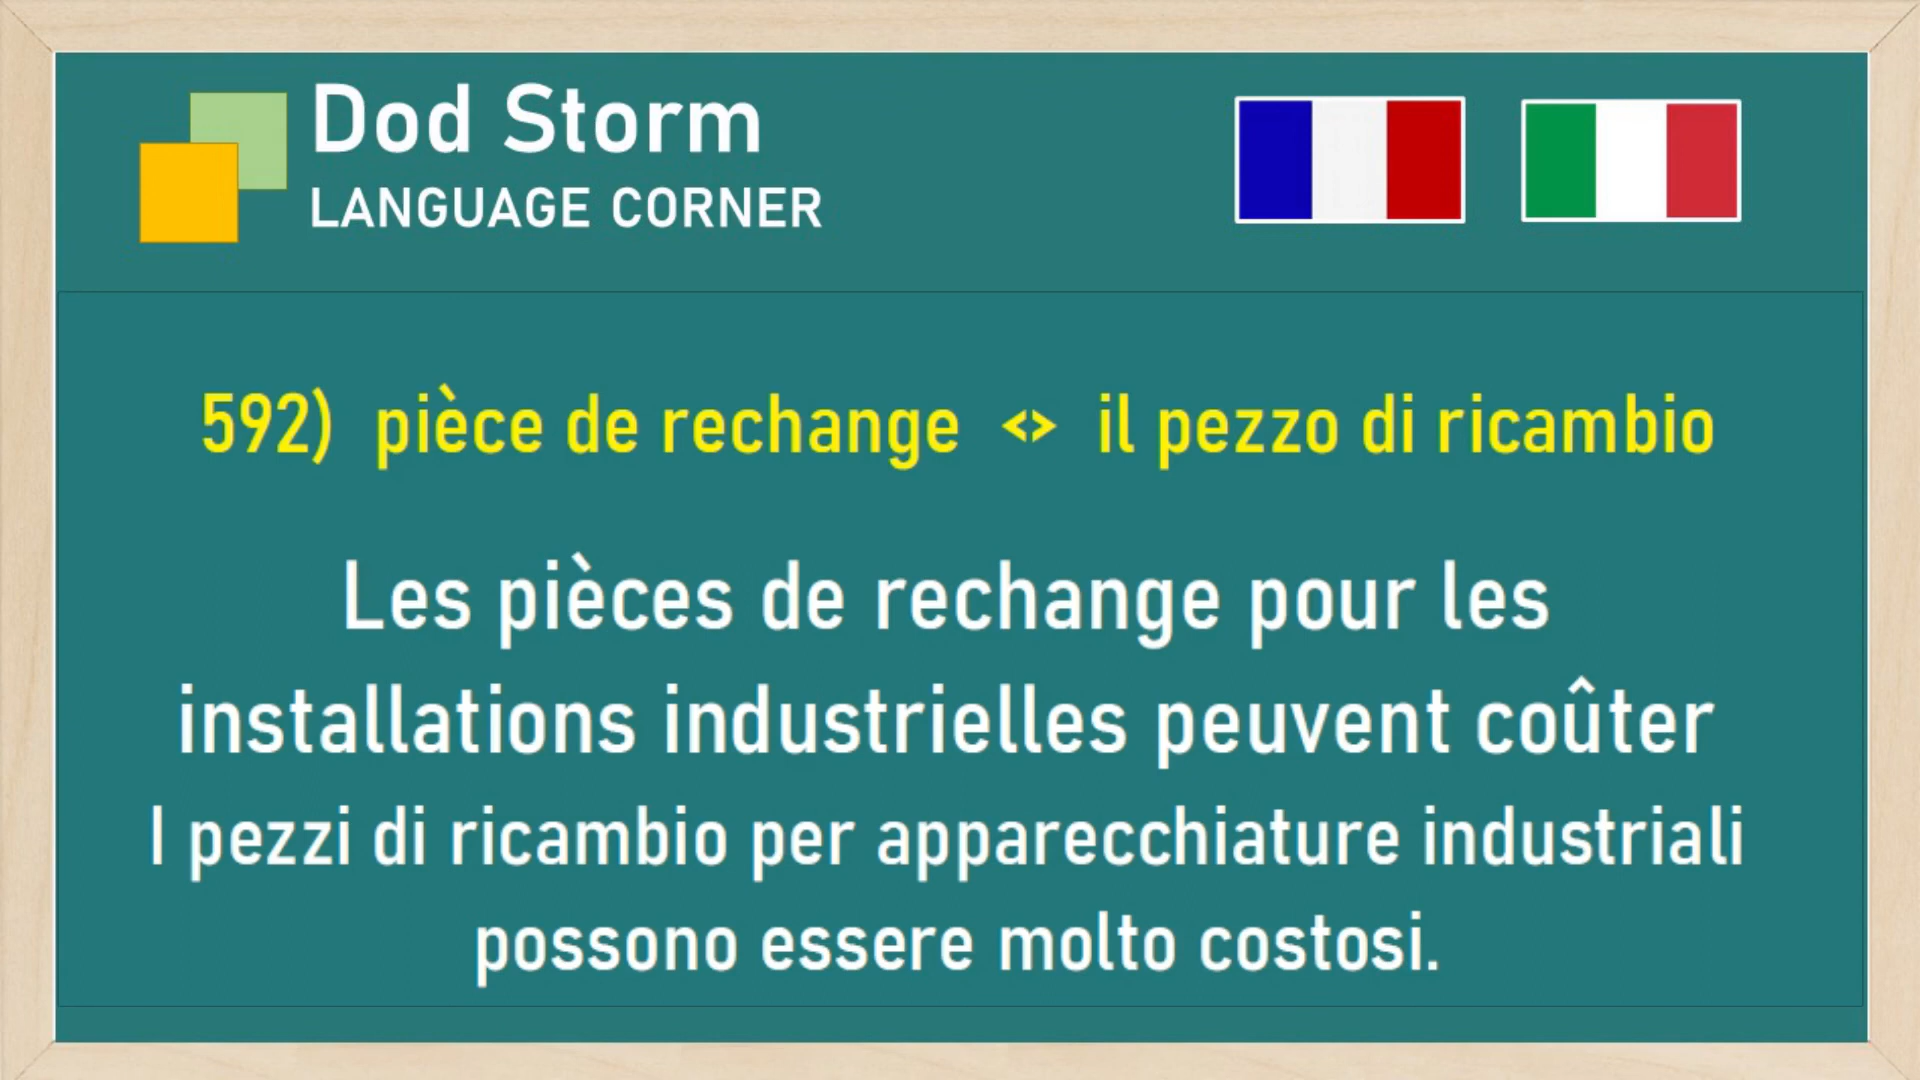 Dod Storm
LANGUAGE CORNER
592) pièce de rechange <> il pezzo di ricambio
Les pièces de rechange pour les
installations industrielles peuvent coûter
I pezzi di ricambio per apparecchiature industriali
possono essere molto costosi.